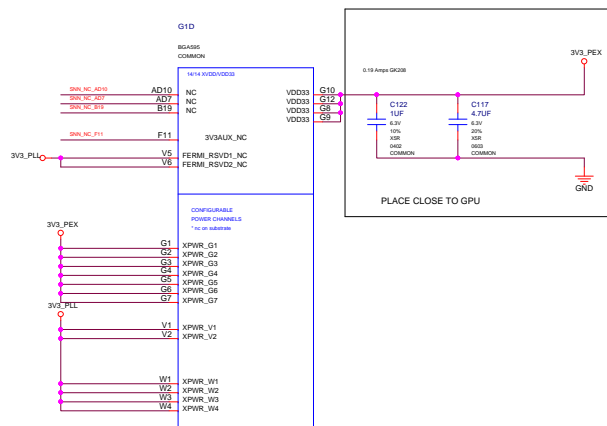 G1D
BGA595
COMMON
14/14 XVDD/VDD33
SNN_NC_AD10 AD10 NC VDD33 G10
SNN_NC_AD7 AD7 NC VDD33 G12
SNN_NC_B19 B19 NC VDD33 G8
VDD33 G9
SNN_NC_F11 F11 3V3AUX_NC
3V3_PLL V5 FERMI_RSVD1_NC
V6 FERMI_RSVD2_NC
0.19 Amps GK208
3V3_PEX
C122
1UF
6.3V
10%
X5R
0402
COMMON
C117
4.7UF
6.3V
20%
X5R
0603
COMMON
GND
PLACE CLOSE TO GPU
CONFIGURABLE
POWER CHANNELS
* nc on substrate
3V3_PEX
G1 XPWR_G1
G2 XPWR_G2
G3 XPWR_G3
G4 XPWR_G4
G5 XPWR_G5
G6 XPWR_G6
G7 XPWR_G7
3V3_PLL
V1 XPWR_V1
V2 XPWR_V2
W1 XPWR_W1
W2 XPWR_W2
W3 XPWR_W3
W4 XPWR_W4